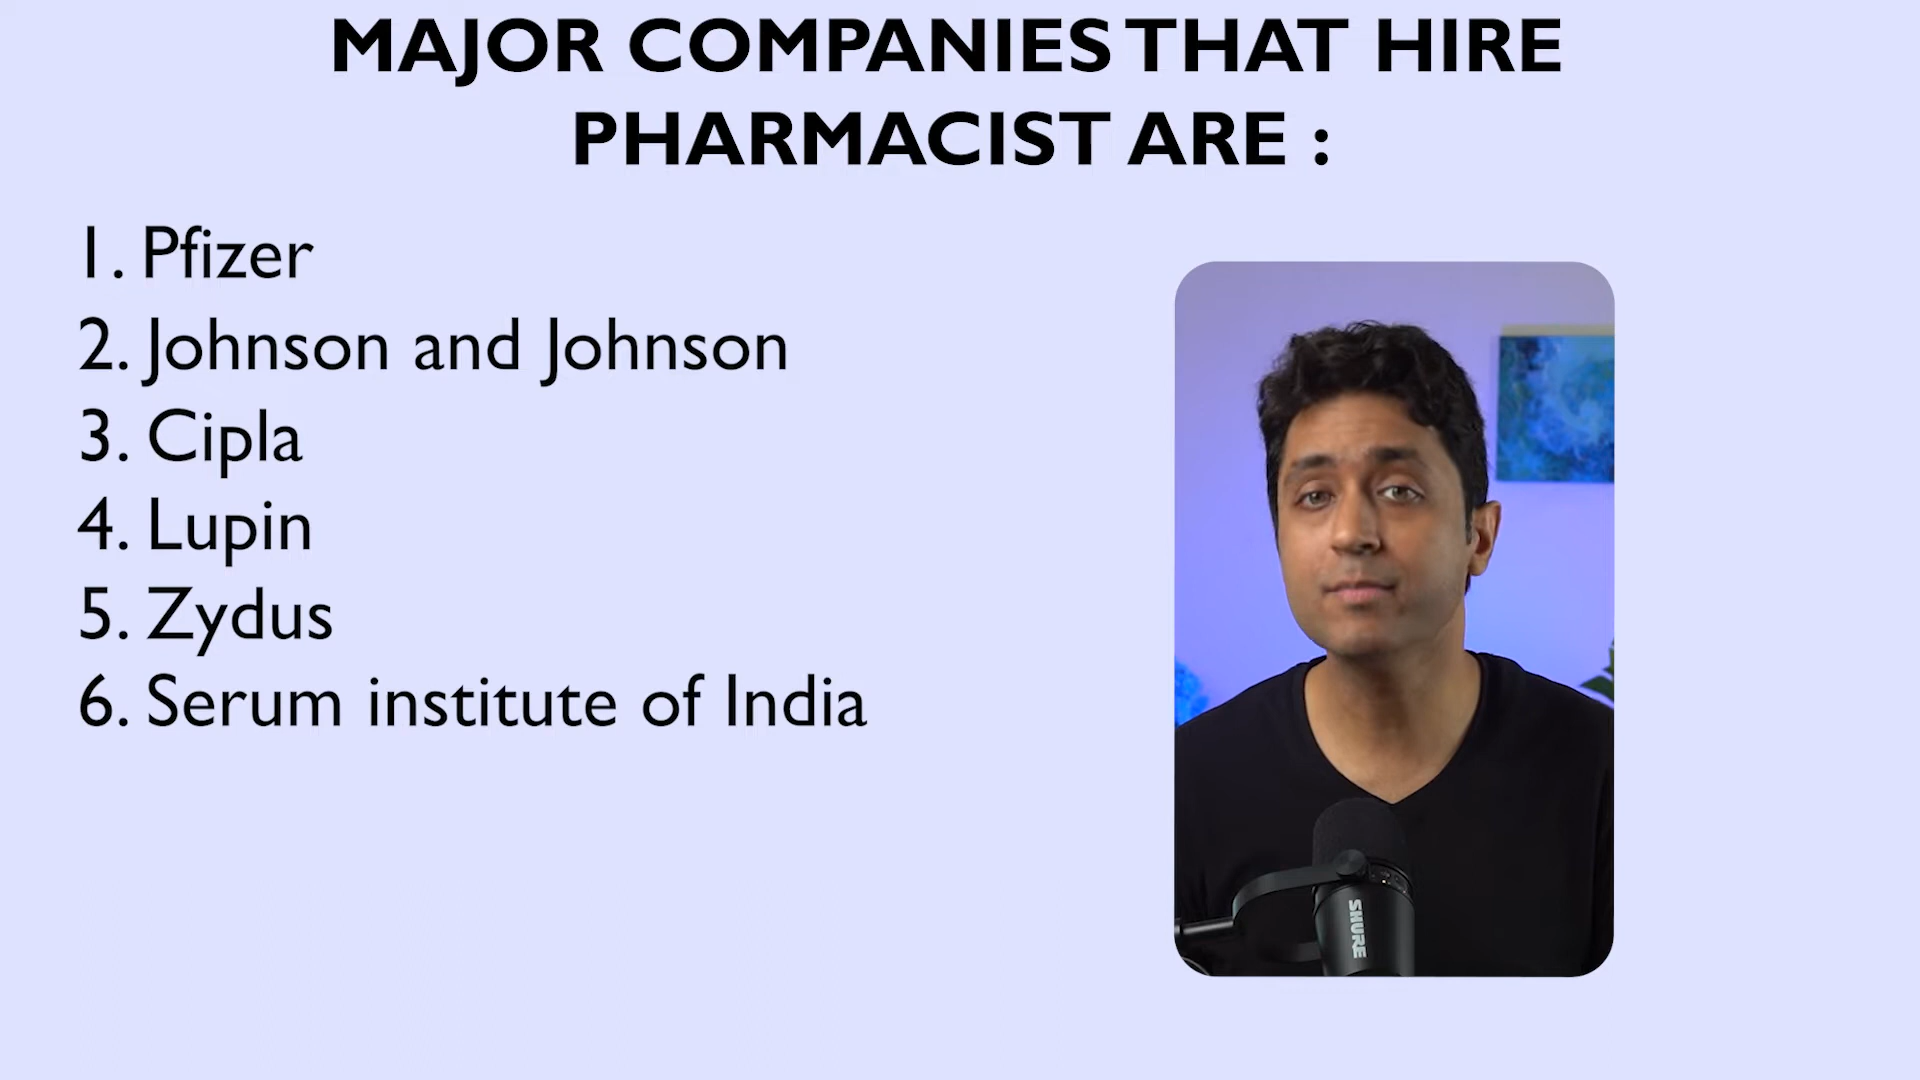 MAJOR COMPANIES THAT HIRE
PHARMACIST ARE :
1. Pfizer
2. Johnson and Johnson
3. Cipla
4. Lupin
5. Zydus
6. Serum institute of India
SHURE